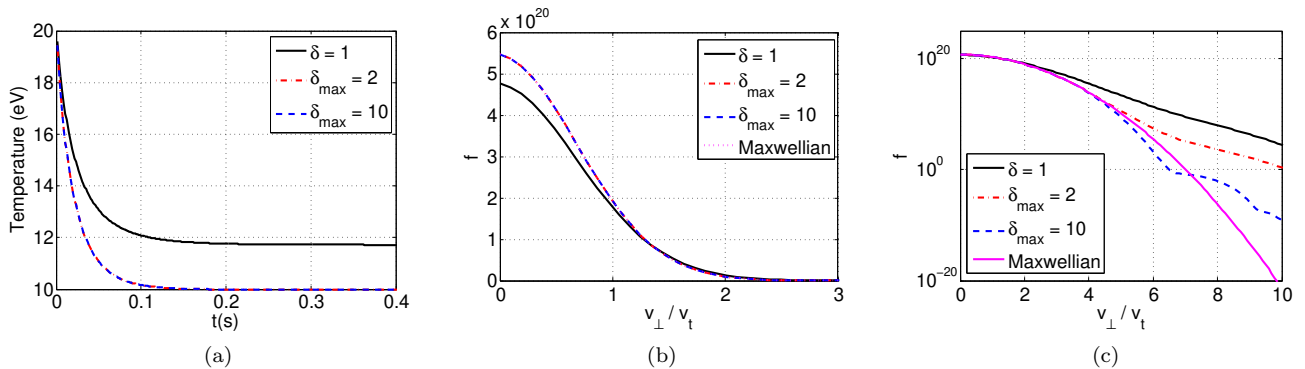 20
18
16
14
12
10
0
0.1
0.2
0.3
0.4
Temperature (eV)
t(s)
δ = 1
δmax = 2
δmax = 10
(a)
6 x 10^20
5
4
3
2
1
0
0
1
2
3
f
v⊥ / vt
δ = 1
δmax = 2
δmax = 10
Maxwellian
(b)
10^20
10^0
10^-20
0
2
4
6
8
10
f
v⊥ / vt
δ = 1
δmax = 2
δmax = 10
Maxwellian
(c)